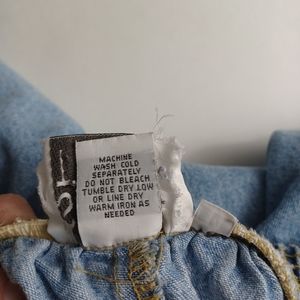 MACHINE
WASH COLD
SEPARATELY
DO NOT BLEACH
TUMBLE DRY LOW
OR LINE DRY
WARM IRON AS
NEEDED